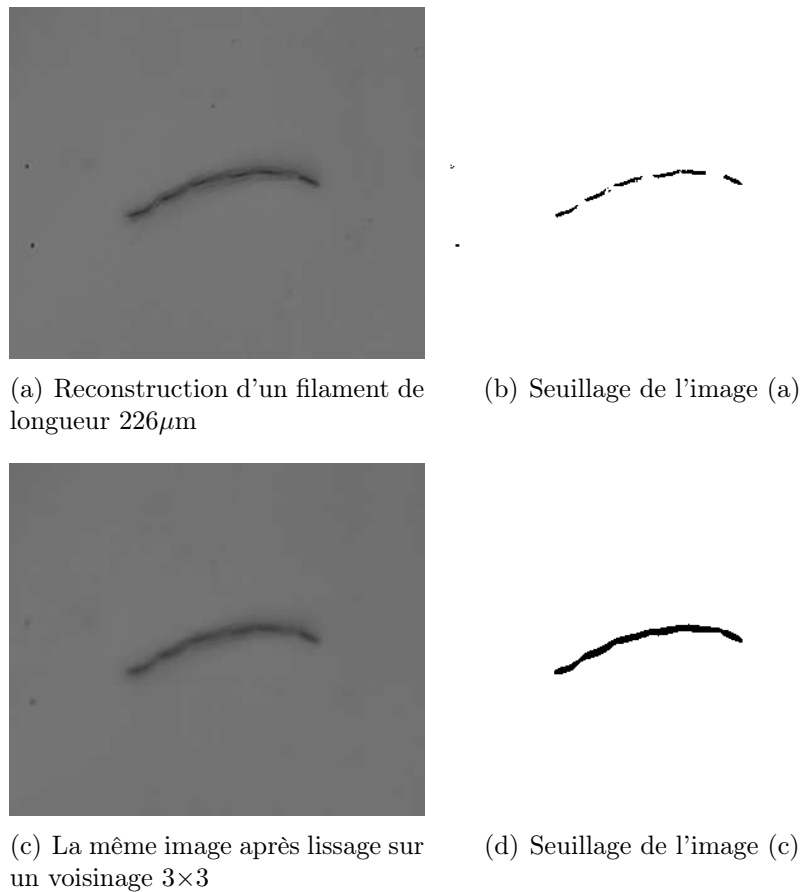 (a) Reconstruction d'un filament de
longueur 226μm
(b) Seuillage de l'image (a)
(c) La même image après lissage sur
un voisinage 3×3
(d) Seuillage de l'image (c)